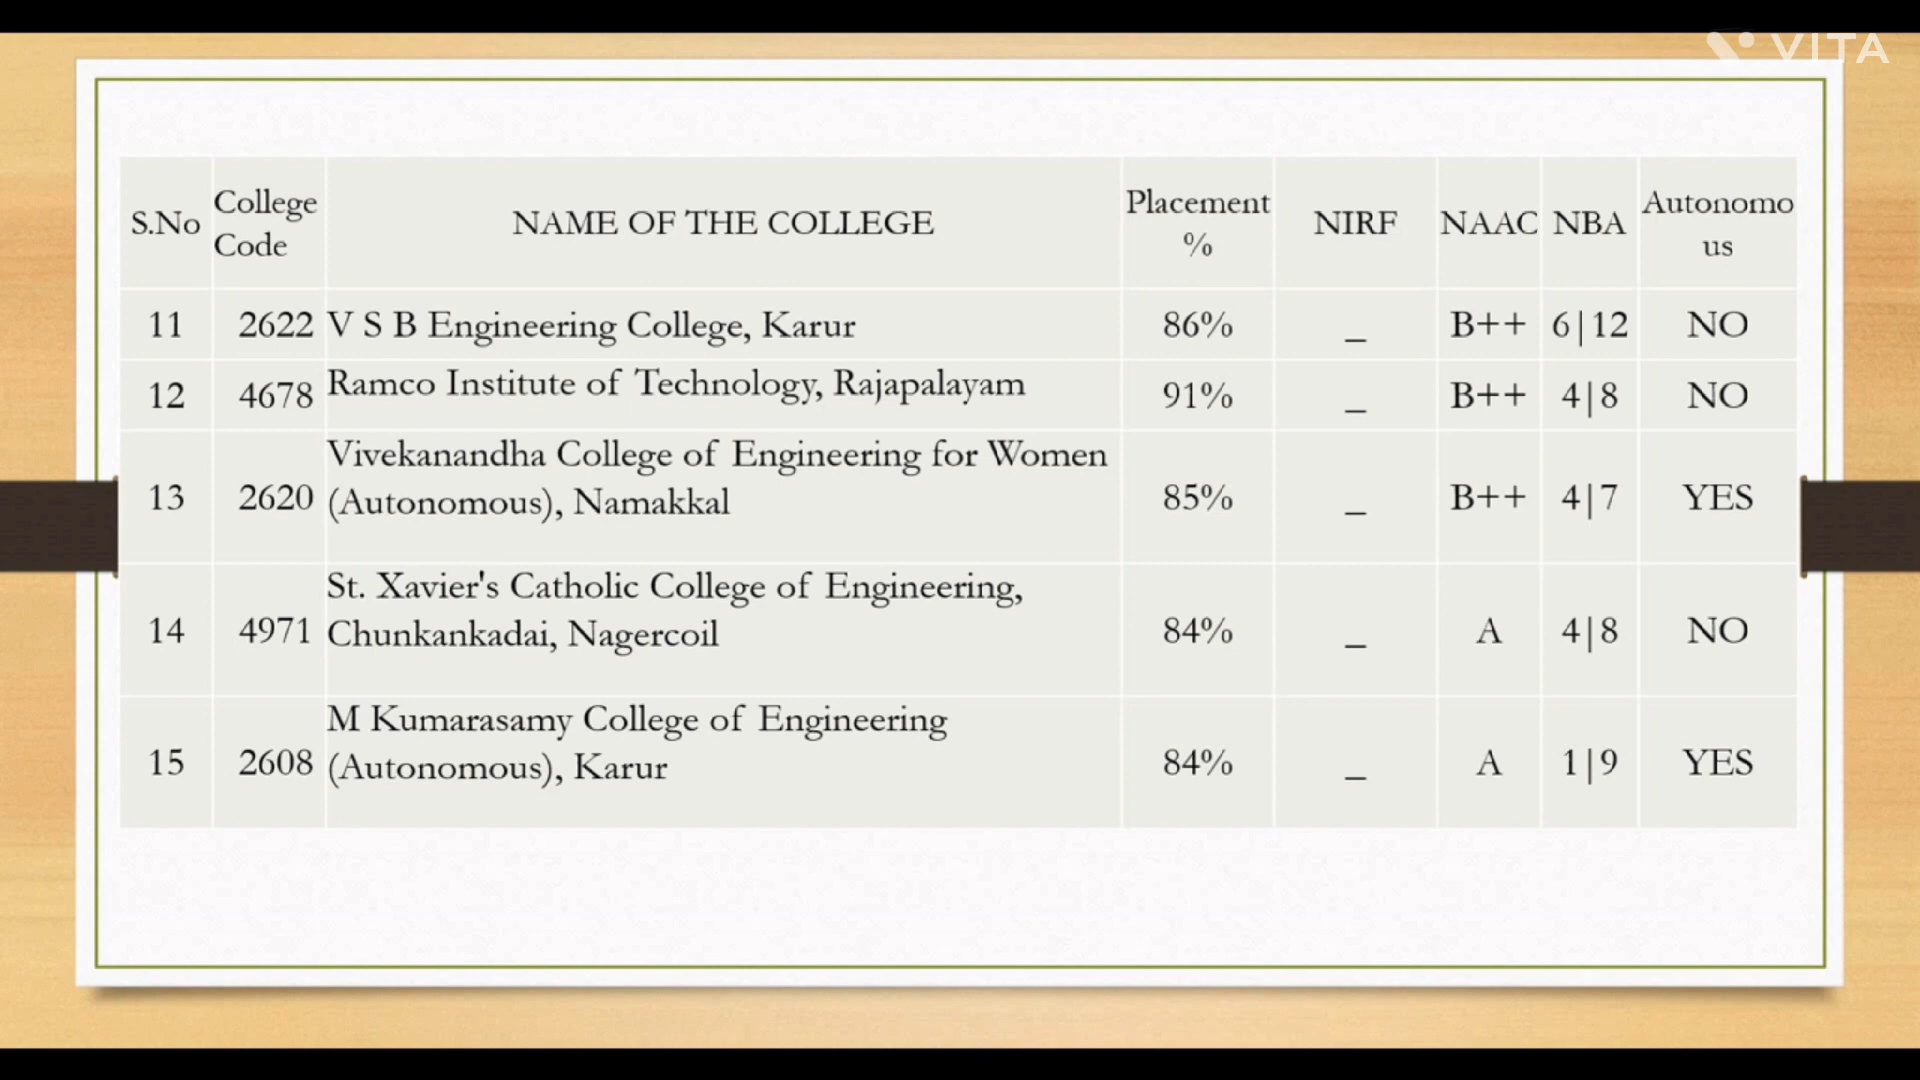 VITA
S.No College Code NAME OF THE COLLEGE Placement % NIRF NAAC NBA Autonomous
11 2622 V S B Engineering College, Karur 86% _ B++ 6|12 NO
12 4678 Ramco Institute of Technology, Rajapalayam 91% _ B++ 4|8 NO
13 2620 Vivekanandha College of Engineering for Women (Autonomous), Namakkal 85% _ B++ 4|7 YES
14 4971 St. Xavier's Catholic College of Engineering, Chunkankadai, Nagercoil 84% _ A 4|8 NO
15 2608 M Kumarasamy College of Engineering (Autonomous), Karur 84% _ A 1|9 YES